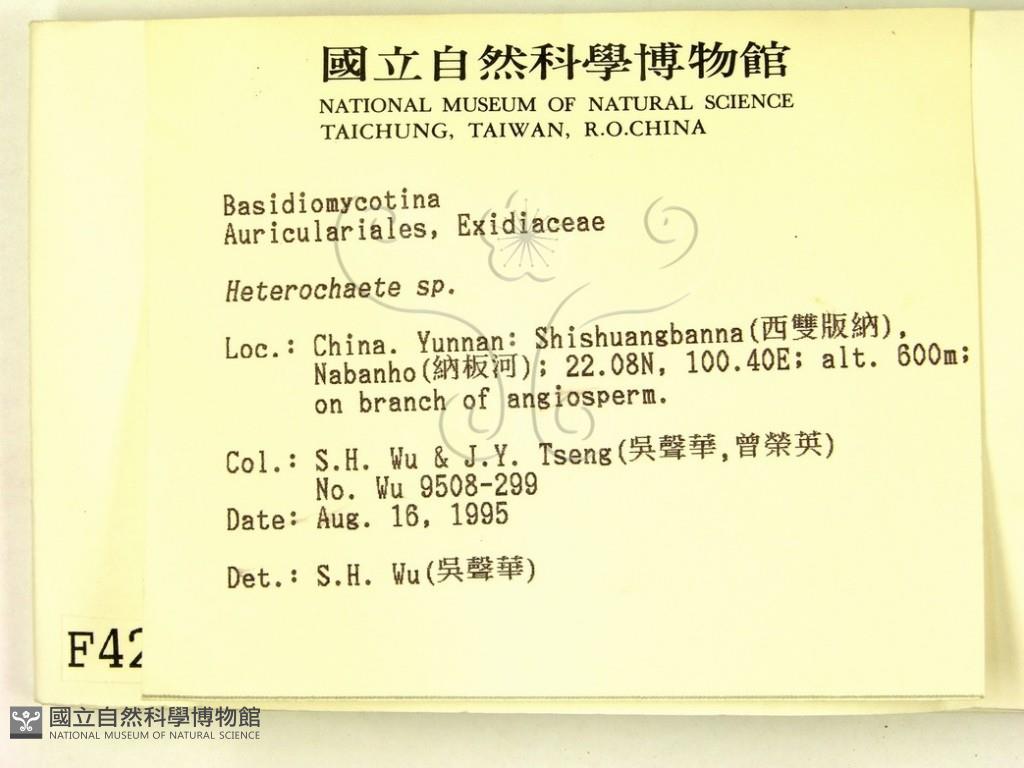 國立自然科學博物館
NATIONAL MUSEUM OF NATURAL SCIENCE
TAICHUNG, TAIWAN, R.O.CHINA
Basidiomycotina
Auriculariales, Exidiaceae
Heterochaete sp.
Loc.: China. Yunnan: Shishuangbanna(西雙版納),
Nabanho(納板河); 22.08N, 100.40E; alt. 600m;
on branch of angiosperm.
Col.: S.H. Wu & J.Y. Tseng(吳聲華,曾榮英)
No. Wu 9508-299
Date: Aug. 16, 1995
Det.: S.H. Wu(吳聲華)
F42
國立自然科學博物館
NATIONAL MUSEUM OF NATURAL SCIENCE